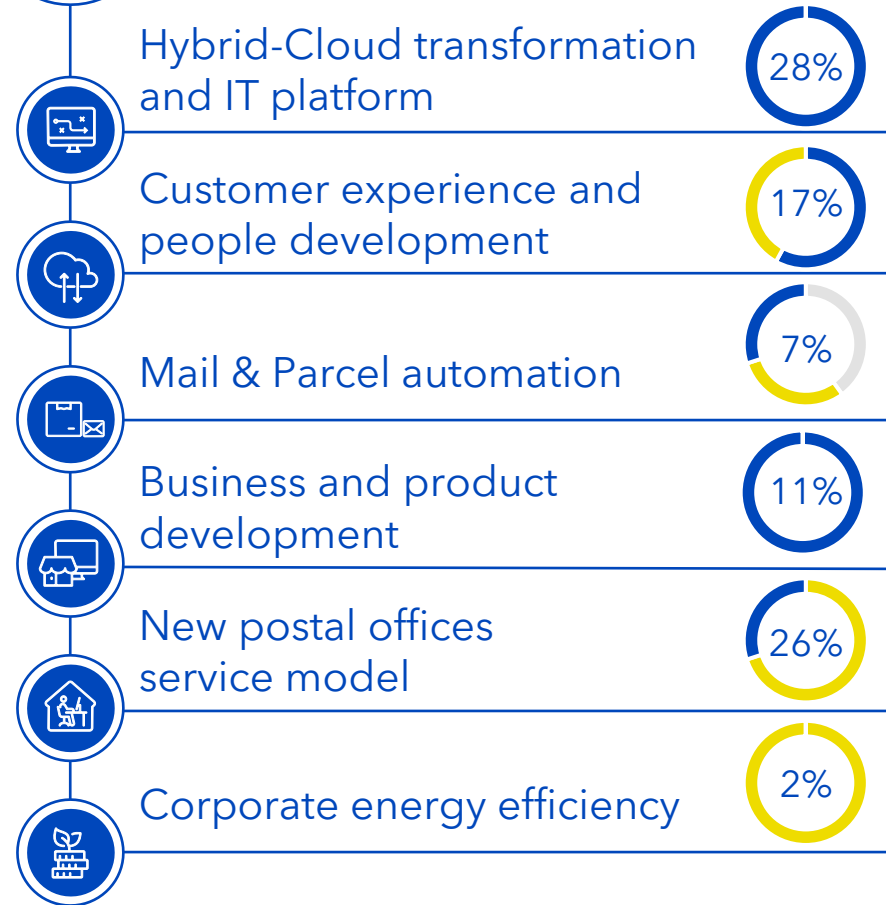 Hybrid-Cloud transformation
and IT platform
28%
Customer experience and
people development
17%
Mail & Parcel automation
7%
Business and product
development
11%
New postal offices
service model
26%
Corporate energy efficiency
2%